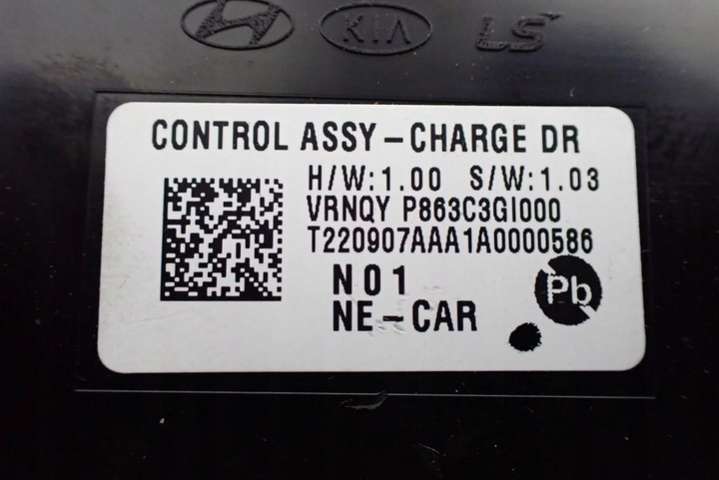 KIA LS
CONTROL ASSY-CHARGE DR
H/W:1.00 S/W:1.03
VRNQY P863C3GI000
T220907AAA1A0000586
N01
NE-CAR
Pb